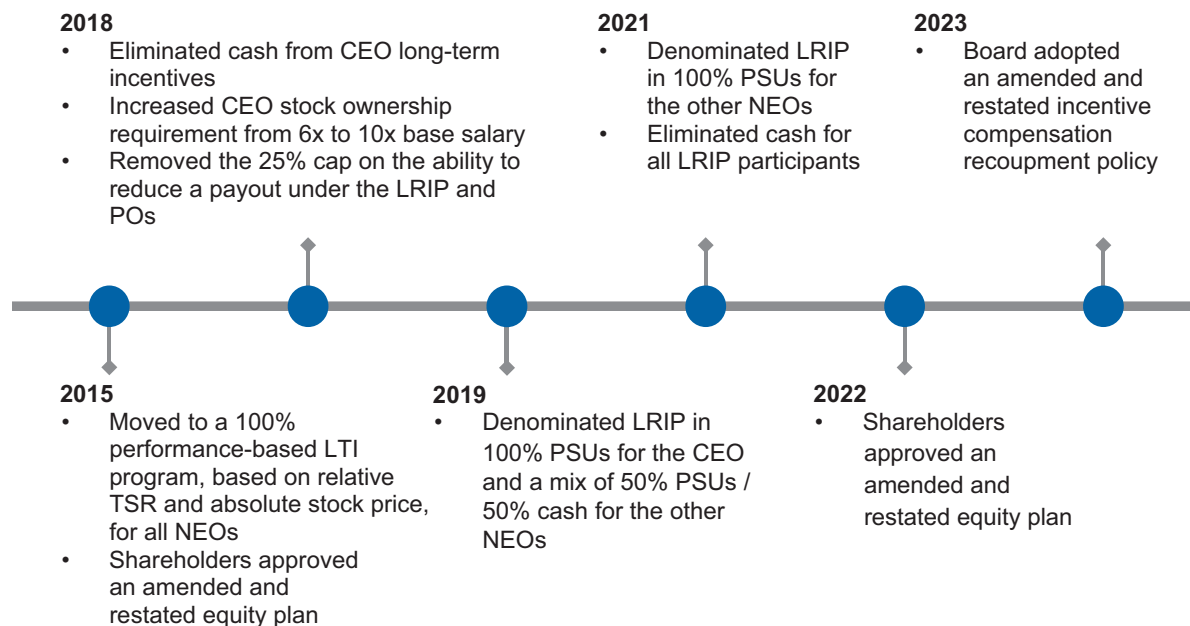 2018
• Eliminated cash from CEO long-term
incentives
• Increased CEO stock ownership
requirement from 6x to 10x base salary
• Removed the 25% cap on the ability to
reduce a payout under the LRIP and
POs
2021
• Denominated LRIP
in 100% PSUs for
the other NEOs
• Eliminated cash for
all LRIP participants
2023
• Board adopted
an amended and
restated incentive
compensation
recoupment policy
2015
• Moved to a 100%
performance-based LTI
program, based on relative
TSR and absolute stock price,
for all NEOs
• Shareholders approved
an amended and
restated equity plan
2019
• Denominated LRIP in
100% PSUs for the CEO
and a mix of 50% PSUs /
50% cash for the other
NEOs
2022
• Shareholders
approved an
amended and
restated equity plan